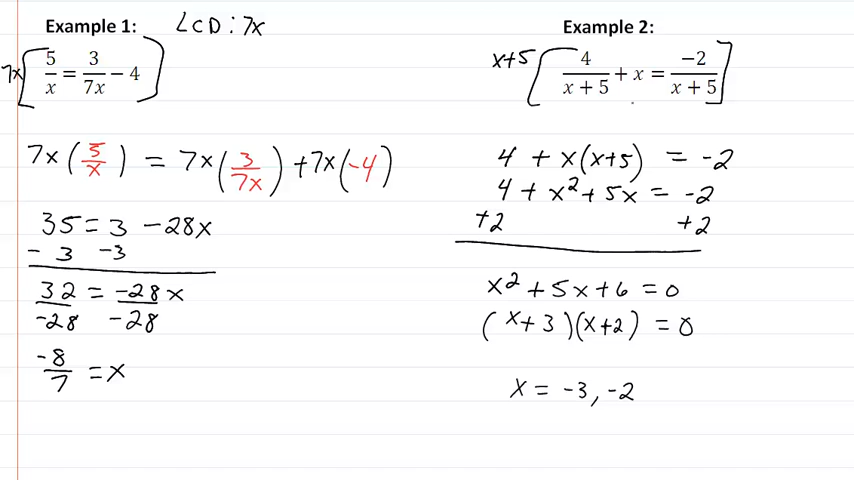 Example 1: LCD: 7x
7x[ 5/x = 3/7x − 4 ]
7x(5/x) = 7x(3/7x) + 7x(-4)
35 = 3 - 28x
- 3 -3
32 = -28x
-28 -28
-8/7 = x
Example 2:
x+5[ 4/(x + 5) + x = −2/(x + 5) ]
4 + x(x+5) = -2
4 + x² + 5x = -2
+2 +2
x² + 5x + 6 = 0
(x+3)(x+2) = 0
x = -3, -2